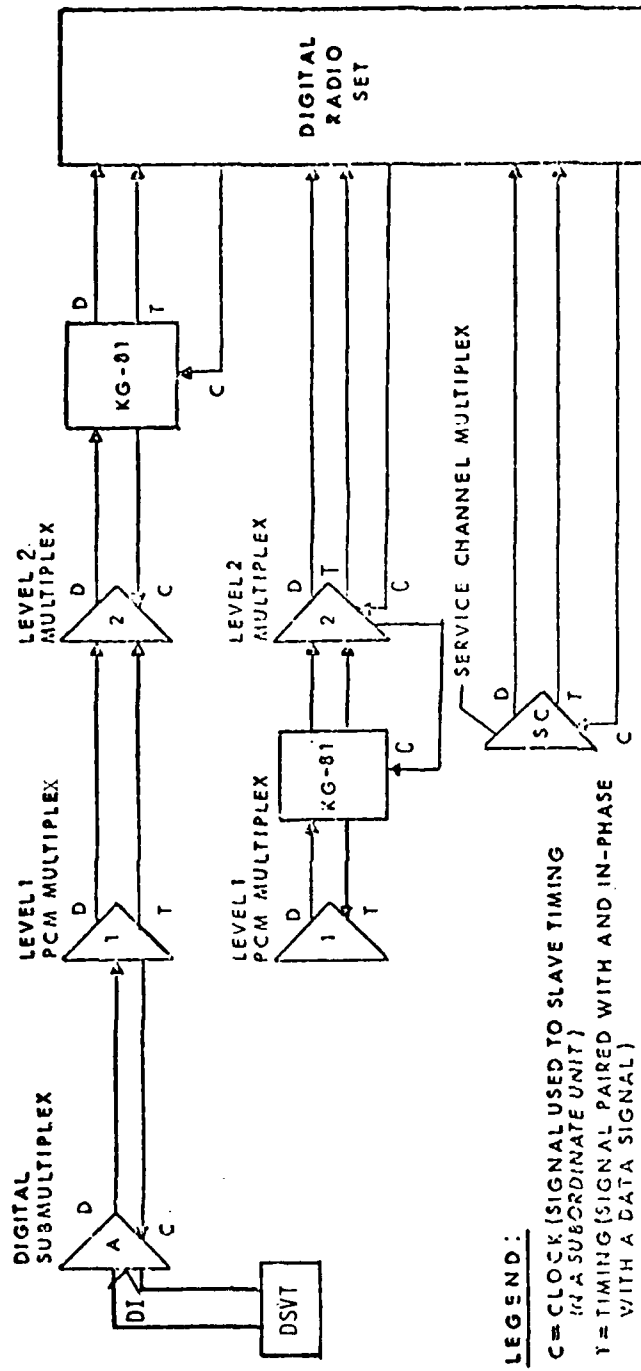 DIGITAL
SUBMULTIPLEX
A
D
C
DI
DSVT
LEVEL 1
PCM MULTIPLEX
1
D
T
LEVEL 2
MULTIPLEX
2
D
C
KG-81
D
T
C
DIGITAL
RADIO
SET
LEVEL 1
PCM MULTIPLEX
1
D
T
KG-81
C
LEVEL 2
MULTIPLEX
2
D
T
C
SERVICE CHANNEL MULTIPLEX
SC
D
T
C
LEGEND:
C=CLOCK (SIGNAL USED TO SLAVE TIMING
IN A SUBORDINATE UNIT)
T=TIMING (SIGNAL PAIRED WITH AND IN-PHASE
WITH A DATA SIGNAL)